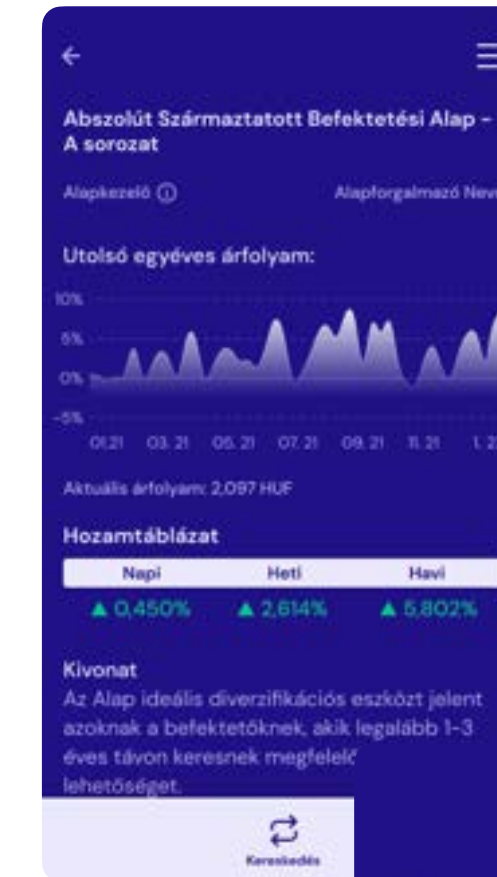 Abszolút Származtatott Befektetési Alap -
A sorozat
Alapkezelő Alapforgalmazó
Utolsó egyéves árfolyam:
10%
5%
0%
-5%
01.21 03. 21 05. 21 07. 21 09. 21 11. 21
Aktuális árfolyam: 2,097 HUF
Hozamtáblázat
Napi Heti Havi
▲ 0,450% ▲ 2,614% ▲ 5,802%
Kivonat
Az Alap ideális diverzifikációs eszközt jelent
azoknak a befektetőknek, akik legalább 1-3
éves távon keresnek
lehetőséget.
Kereskedés